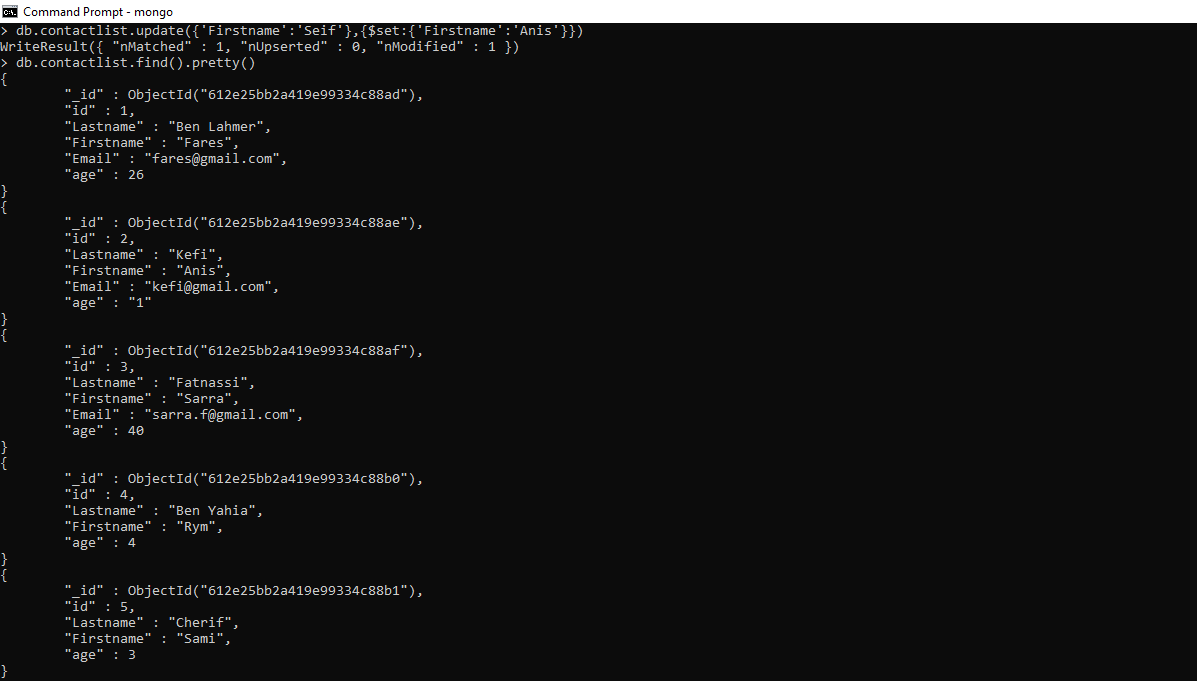 Command Prompt - mongo
> db.contactlist.update({'Firstname':'Seif'},{$set:{'Firstname':'Anis'}})
WriteResult({ "nMatched" : 1, "nUpserted" : 0, "nModified" : 1 })
> db.contactlist.find().pretty()
{
"_id" : ObjectId("612e25bb2a419e99334c88ad"),
"id" : 1,
"Lastname" : "Ben Lahmer",
"Firstname" : "Fares",
"Email" : "fares@gmail.com",
"age" : 26
}
{
"_id" : ObjectId("612e25bb2a419e99334c88ae"),
"id" : 2,
"Lastname" : "Kefi",
"Firstname" : "Anis",
"Email" : "kefi@gmail.com",
"age" : "1"
}
{
"_id" : ObjectId("612e25bb2a419e99334c88af"),
"id" : 3,
"Lastname" : "Fatnassi",
"Firstname" : "Sarra",
"Email" : "sarra.f@gmail.com",
"age" : 40
}
{
"_id" : ObjectId("612e25bb2a419e99334c88b0"),
"id" : 4,
"Lastname" : "Ben Yahia",
"Firstname" : "Rym",
"age" : 4
}
{
"_id" : ObjectId("612e25bb2a419e99334c88b1"),
"id" : 5,
"Lastname" : "Cherif",
"Firstname" : "Sami",
"age" : 3
}